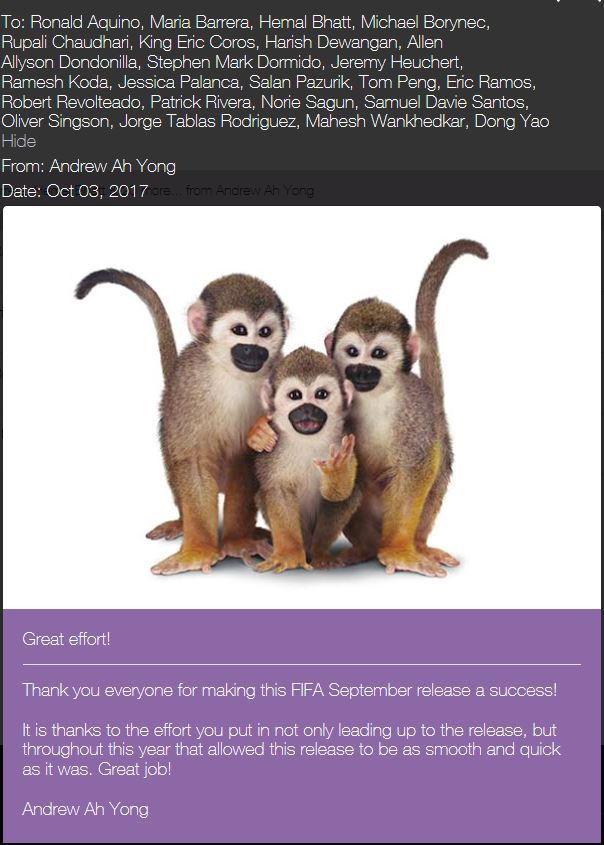 To: Ronald Aquino, Maria Barrera, Hemal Bhatt, Michael Borynec,
Rupali Chaudhari, King Eric Coros, Harish Dewangan, Allen
Allyson Dondonilla, Stephen Mark Dormido, Jeremy Heuchert,
Ramesh Koda, Jessica Palanca, Salan Pazurik, Tom Peng, Eric Ramos,
Robert Revolteado, Patrick Rivera, Norie Sagun, Samuel Davie Santos,
Oliver Singson, Jorge Tablas Rodriguez, Mahesh Wankhedkar, Dong Yao
Hide
From: Andrew Ah Yong
Date: Oct 03, 2017 more... from Andrew Ah Yong
Great effort!
Thank you everyone for making this FIFA September release a success!
It is thanks to the effort you put in not only leading up to the release, but
throughout this year that allowed this release to be as smooth and quick
as it was. Great job!
Andrew Ah Yong